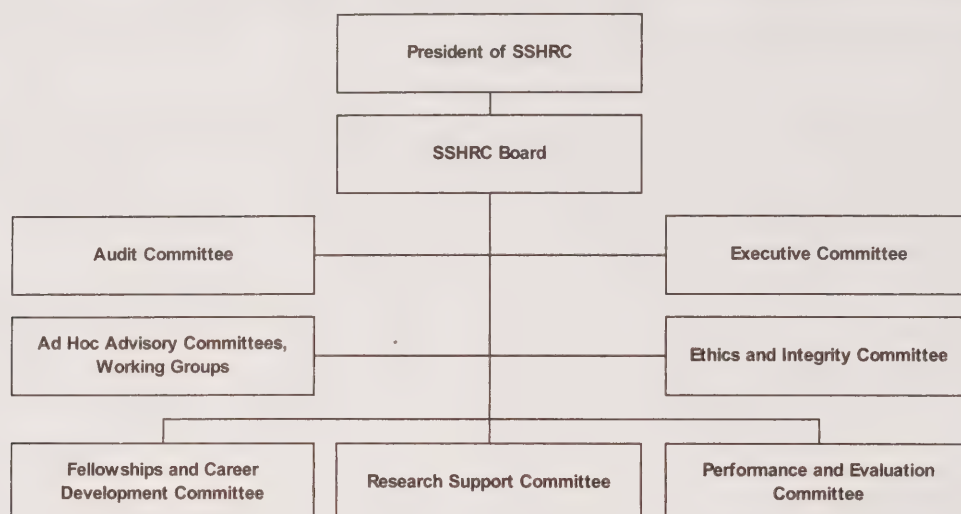 President of SSHRC
SSHRC Board
Audit Committee
Executive Committee
Ad Hoc Advisory Committees,
Working Groups
Ethics and Integrity Committee
Fellowships and Career
Development Committee
Research Support Committee
Performance and Evaluation
Committee